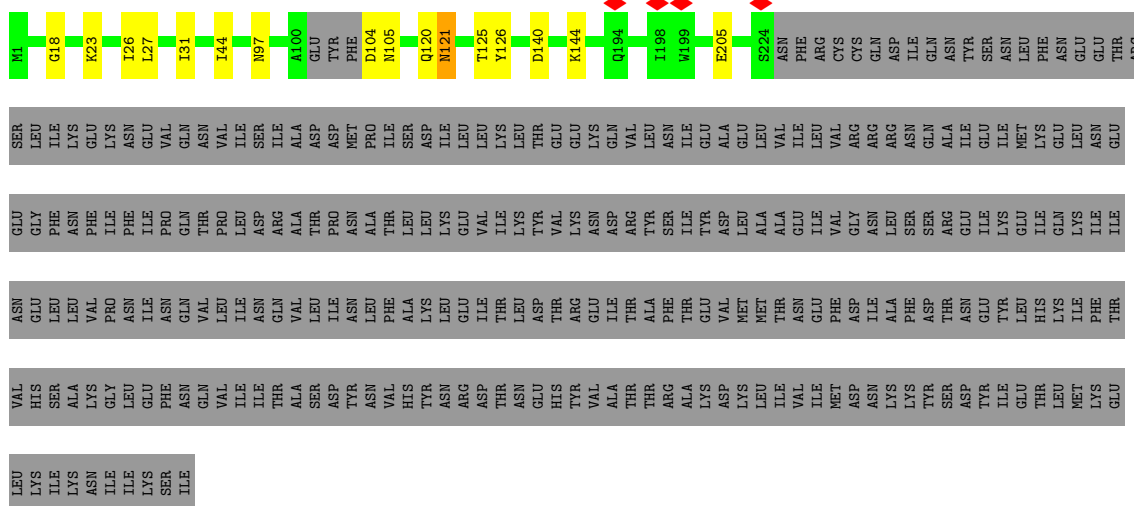 M1 G18 K23 I26 L27 I31 I44 N97 A100 GLU TYR PHE D104 N105 Q120 N121 T125 Y126 D140 K144 Q194 I198 W199 E205 S224 ASN PHE ARG CYS CYS GLN ASP ILE GLN ASN TYR SER ASN LEU PHE ASN GLU GLU THR ARG
SER LEU ILE LYS GLU LYS ASN GLU VAL GLN ASN VAL ILE SER ILE ALA ASP ASP MET PRO ILE SER ASP ILE LEU LEU LYS LEU THR GLU GLU LYS GLN VAL LEU ASN ILE GLU ALA GLU LEU VAL ILE LEU VAL ARG ARG ARG ASN GLN ALA ILE GLU ILE MET LYS GLU LEU ASN GLU
GLU GLY PHE ASN PHE ILE PHE ILE PRO GLN THR PRO LEU ASP ARG ALA THR PRO ASN ALA THR LEU LEU LYS GLU VAL ILE LYS TYR VAL LYS ASN ASP ARG TYR SER ILE TYR ASP LEU ALA ALA GLU ILE VAL GLY ASN LEU SER SER ARG GLU ILE LYS GLU ILE GLN LYS ILE ILE
ASN GLU LEU LEU VAL PRO ASN ILE ASN GLN VAL LEU ILE ASN GLN VAL LEU ILE ASN LEU PHE ALA LYS LEU GLU ILE THR LEU ASP THR ARG GLU ILE THR ALA PHE THR GLU VAL MET MET THR ASN GLU PHE ASP ILE ALA PHE ASP THR ASN GLU TYR LEU HIS LYS ILE PHE THR
VAL HIS SER ALA LYS GLY LEU GLU PHE ASN GLN VAL ILE ILE THR ALA SER ASP TYR ASN VAL HIS TYR ASN ARG ASP THR ASN GLU HIS TYR VAL ALA THR THR ARG ALA LYS ASP LYS LEU ILE VAL ILE MET ASP ASN LYS LYS TYR SER ASP TYR ILE GLU THR LEU MET LYS GLU
LEU LYS ILE LYS ASN ILE ILE LYS SER ILE